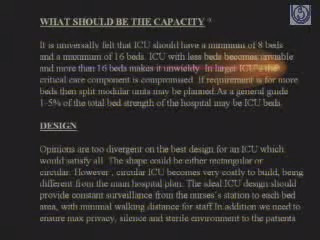 WHAT SHOULD BE THE CAPACITY ?
It is universally felt that ICU should have a minimum of 8 beds
and a maximum of 16 beds. ICU with less beds becomes unviable
and more than 16 beds makes it unwieldy. In larger ICU's the
critical care component is compromised. If requirement is for more
beds then split modular units may be planned. As a general guide
1-5% of the total bed strength of the hospital may be ICU beds.
DESIGN
Opinions are too divergent on the best design for an ICU which
would satisfy all. The shape could be either rectangular or
circular. However , circular ICU becomes very costly to build, being
different from the main hospital plan. The ideal ICU design should
provide constant surveillance from the nurses's station to each bed
area, with minimal walking distance for staff. In addition we need to
ensure max privacy, silence and sterile environment to the patients